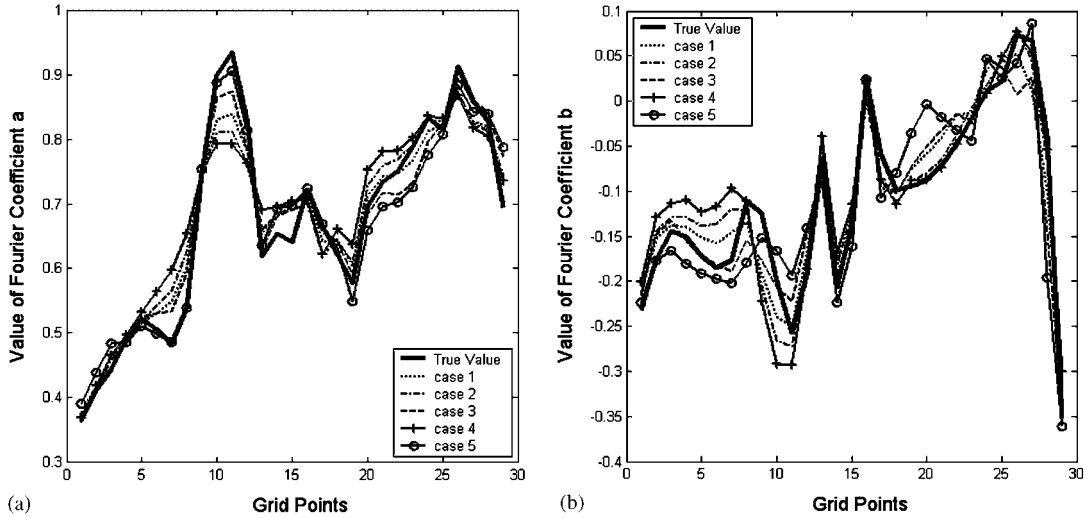 1
0.9
0.8
0.7
0.6
0.5
0.4
0.3
0
5
10
15
20
25
30
Value of Fourier Coefficient a
Grid Points
True Value
case 1
case 2
case 3
case 4
case 5
(a)
0.1
0.05
0
-0.05
-0.1
-0.15
-0.2
-0.25
-0.3
-0.35
-0.4
0
5
10
15
20
25
30
Value of Fourier Coefficient b
Grid Points
True Value
case 1
case 2
case 3
case 4
case 5
(b)